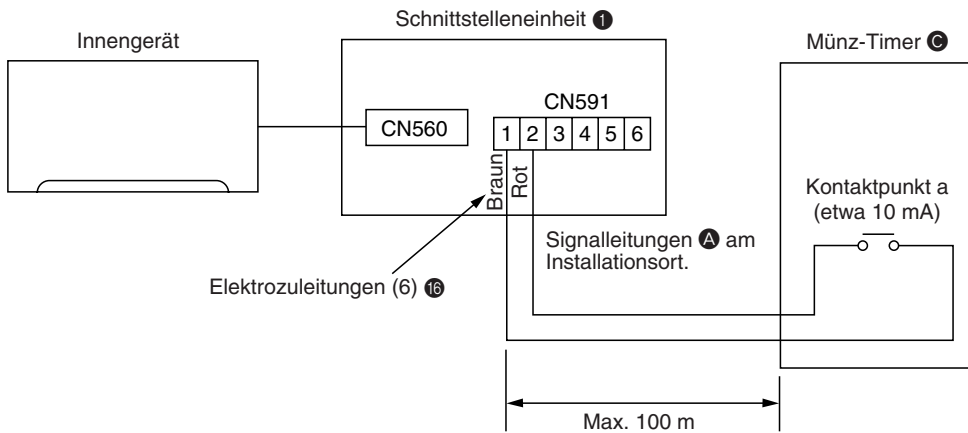 Schnittstelleneinheit ❶
Innengerät
Münz-Timer 🅒
CN591
CN560
1 2 3 4 5 6
Braun
Rot
Kontaktpunkt a
(etwa 10 mA)
Signalleitungen 🅐 am
Installationsort.
Elektrozuleitungen (6) ⓰
Max. 100 m